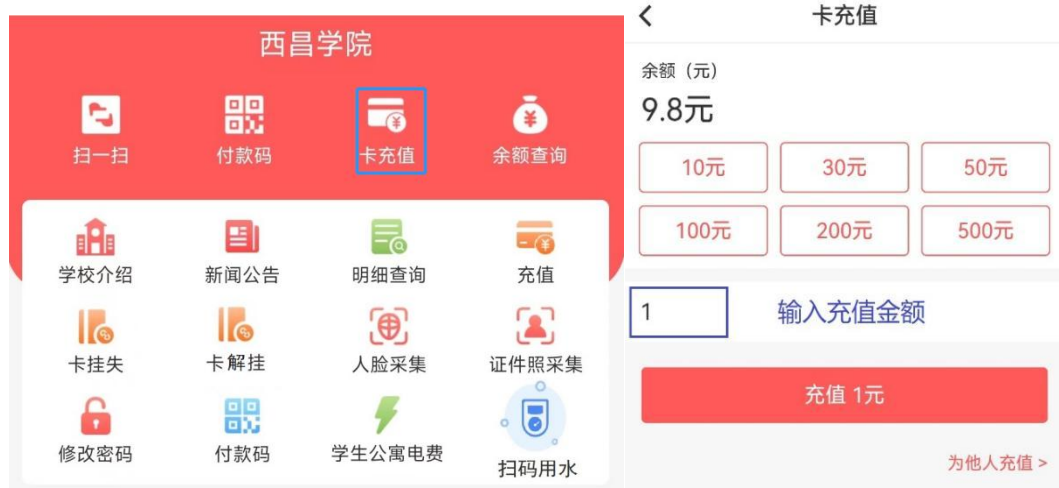 西昌学院
扫一扫 付款码 卡充值 余额查询
学校介绍 新闻公告 明细查询 充值
卡挂失 卡解挂 人脸采集 证件照采集
修改密码 付款码 学生公寓电费 扫码用水
卡充值
余额（元）
9.8元
10元 30元 50元
100元 200元 500元
1 输入充值金额
充值 1元
为他人充值 >